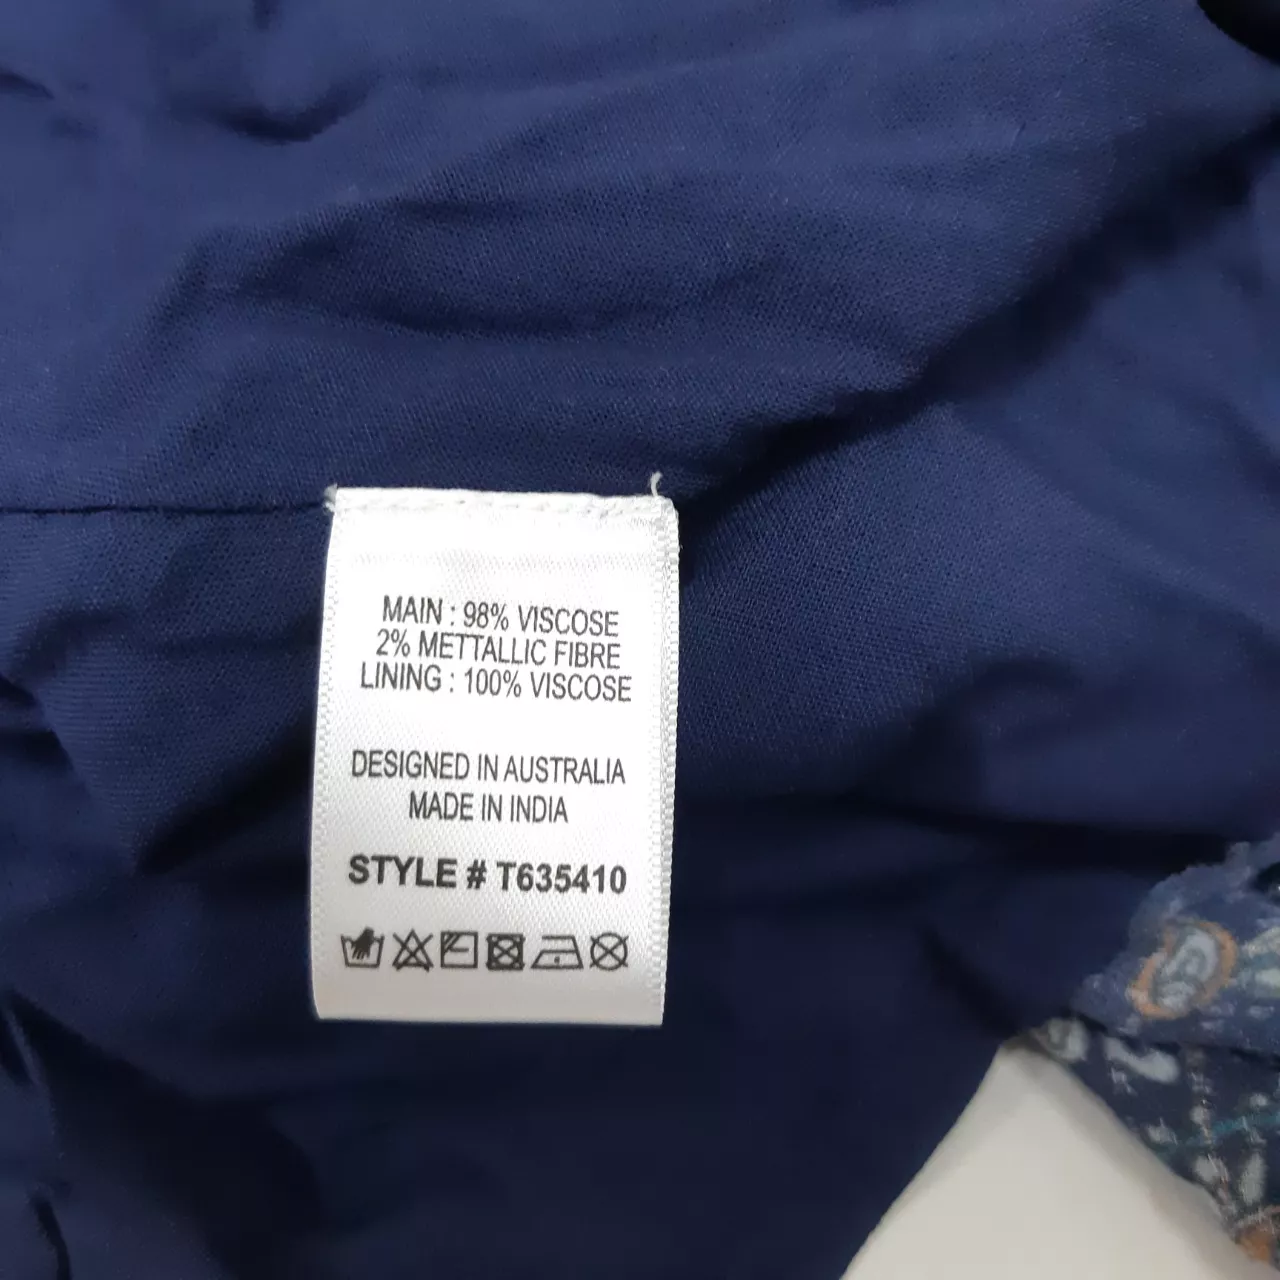 MAIN : 98% VISCOSE
2% METTALLIC FIBRE
LINING : 100% VISCOSE
DESIGNED IN AUSTRALIA
MADE IN INDIA
STYLE # T635410